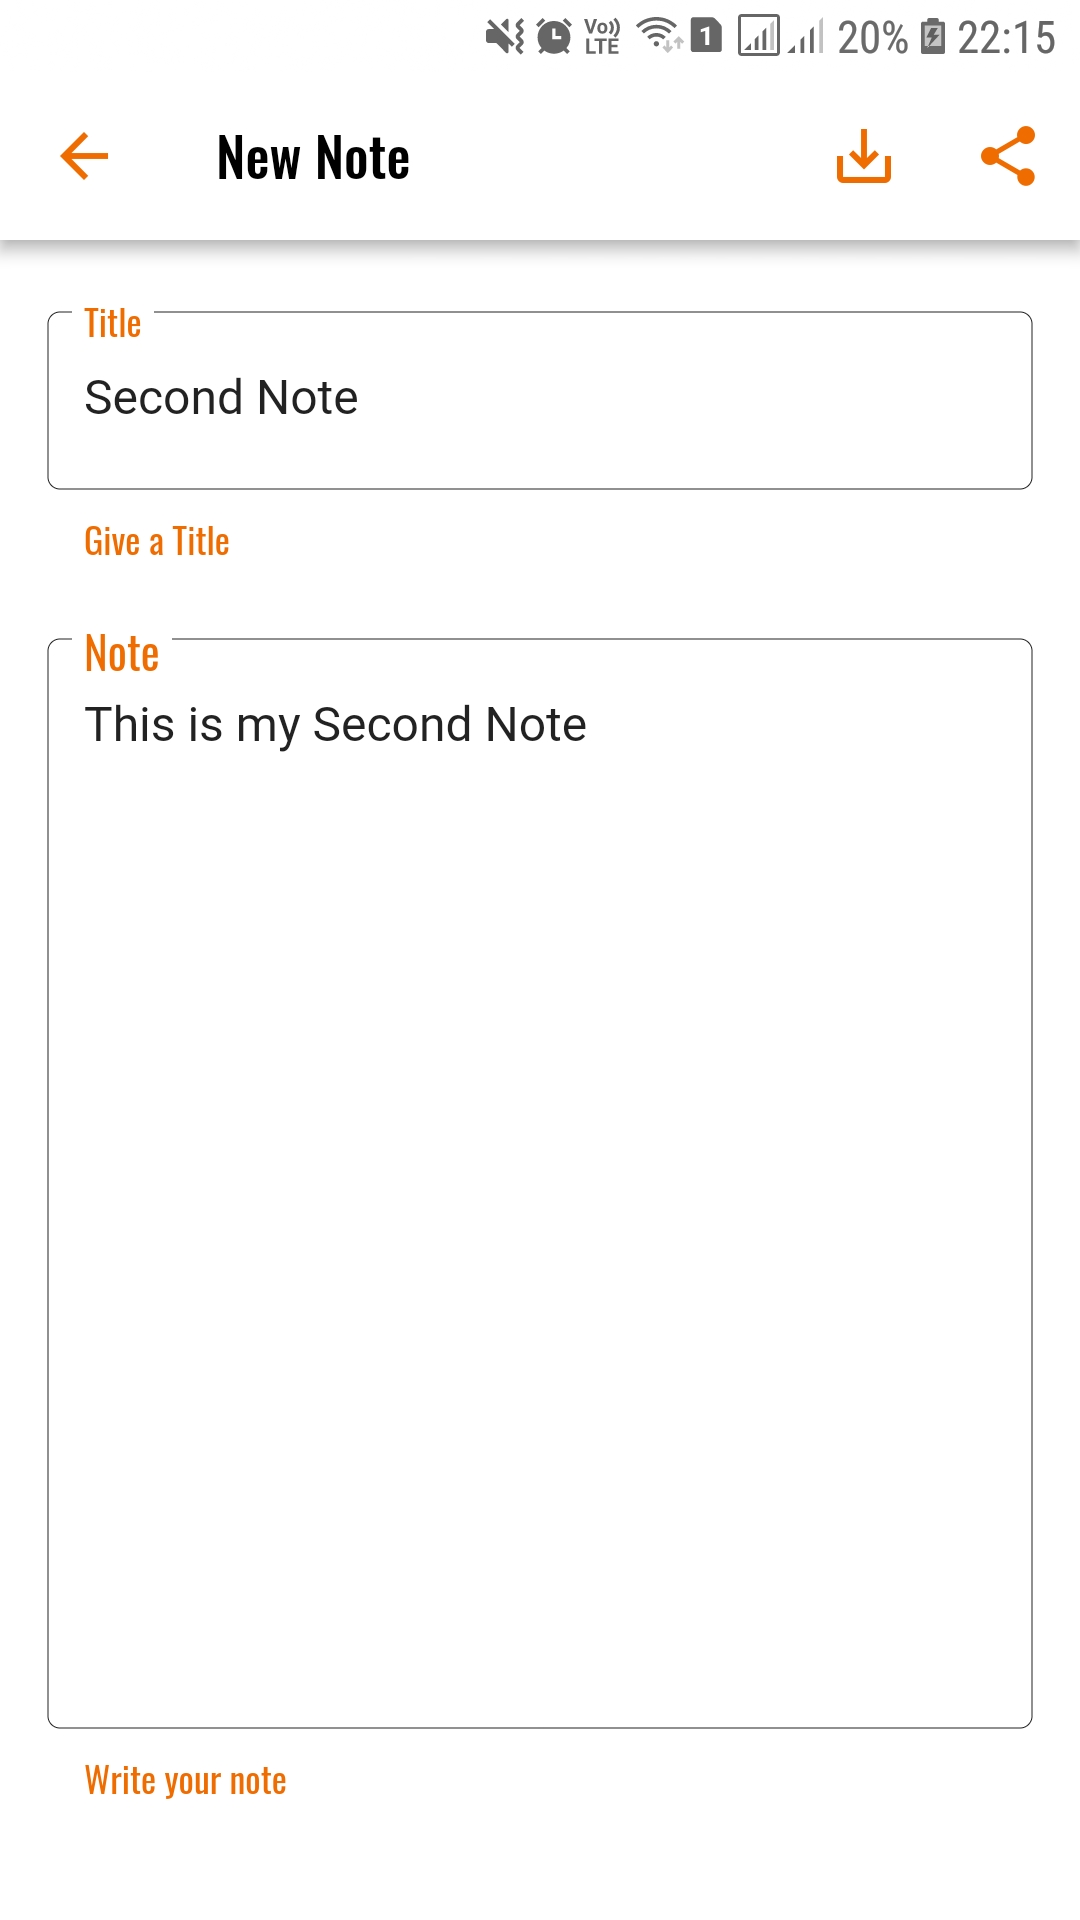 Vo)) LTE 1 20% 22:15
New Note
Title
Second Note
Give a Title
Note
This is my Second Note
Write your note